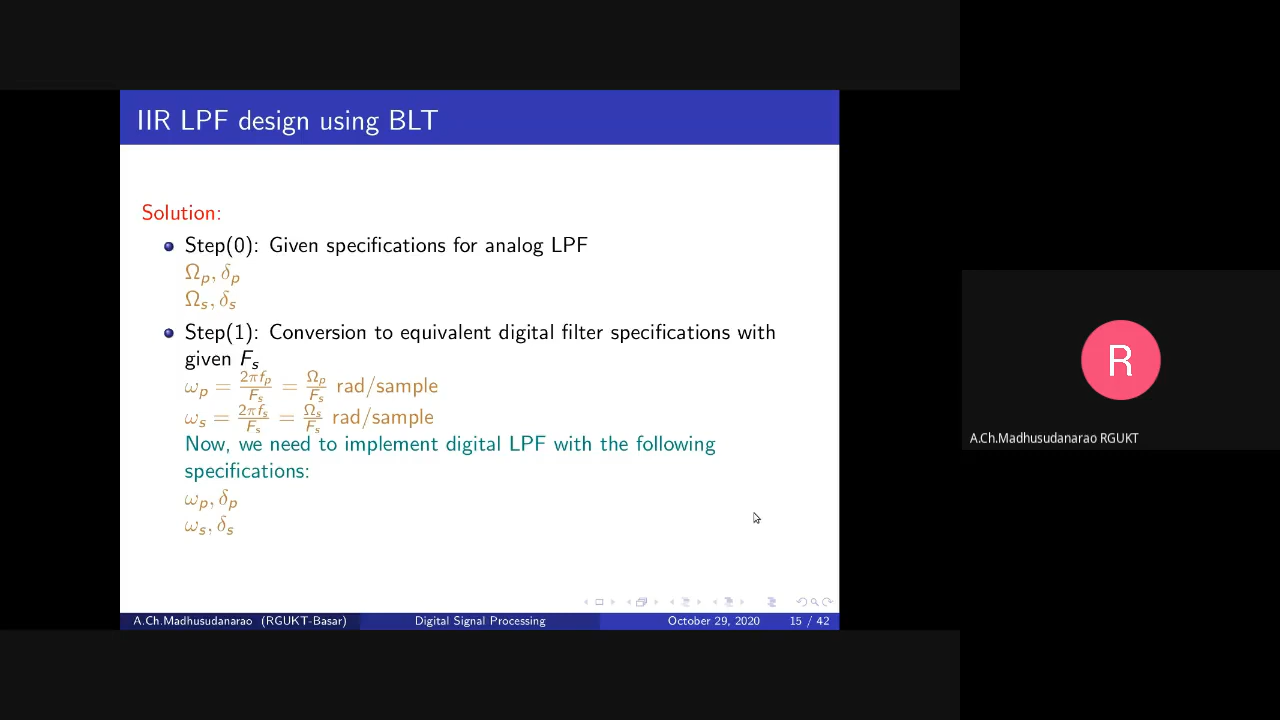 IIR LPF design using BLT
Solution:
Step(0): Given specifications for analog LPF
Ωp, δp
Ωs, δs
Step(1): Conversion to equivalent digital filter specifications with
given Fs
ωp = 2πfp/Fs = Ωp/Fs rad/sample
ωs = 2πfs/Fs = Ωs/Fs rad/sample
Now, we need to implement digital LPF with the following
specifications:
ωp, δp
ωs, δs
A.Ch.Madhusudanarao (RGUKT-Basar) Digital Signal Processing October 29, 2020 15 / 42
R
A.Ch.Madhusudanarao RGUKT